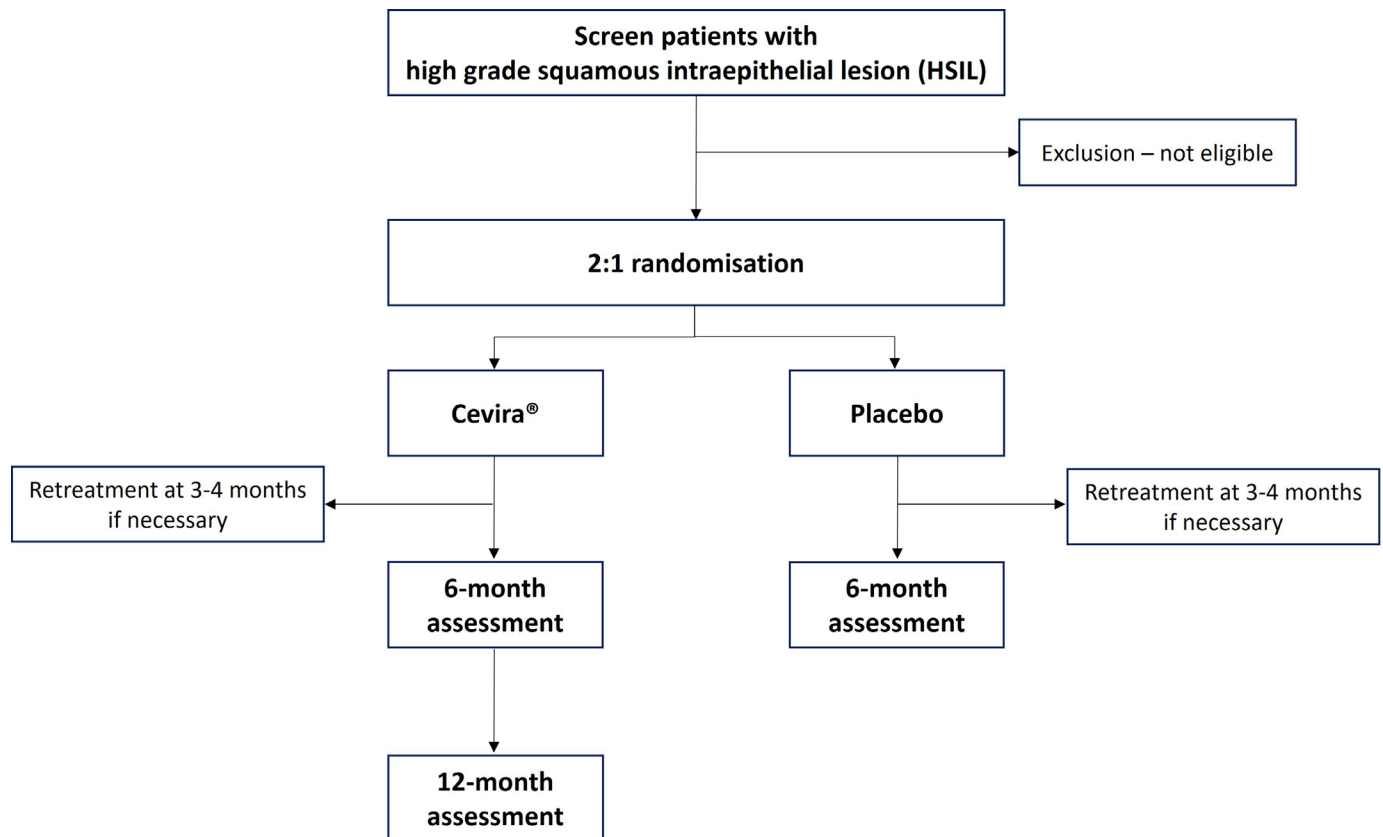 Screen patients with
high grade squamous intraepithelial lesion (HSIL)
Exclusion – not eligible
2:1 randomisation
Cevira®
Placebo
Retreatment at 3-4 months
if necessary
Retreatment at 3-4 months
if necessary
6-month
assessment
6-month
assessment
12-month
assessment